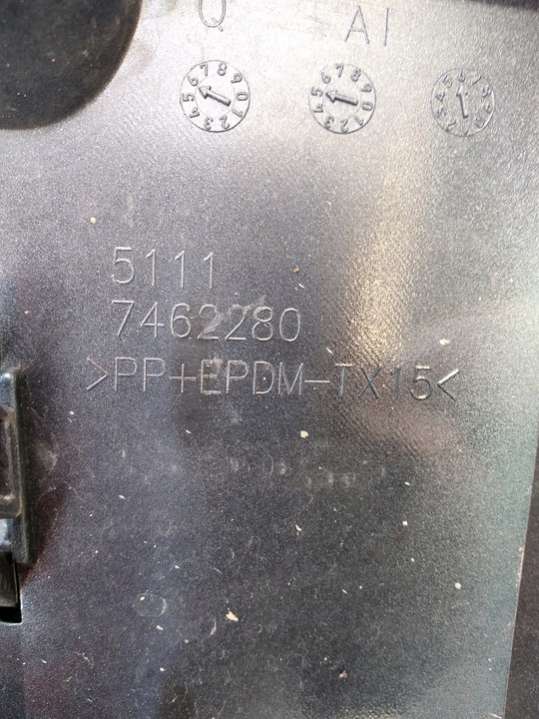 Q AI
5111
7462280
>PP+EPDM-TX15<